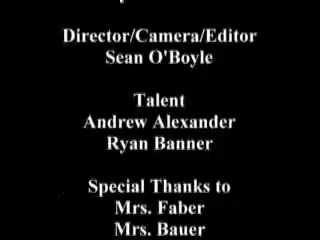 Director/Camera/Editor
Sean O'Boyle
Talent
Andrew Alexander
Ryan Banner
Special Thanks to
Mrs. Faber
Mrs. Bauer